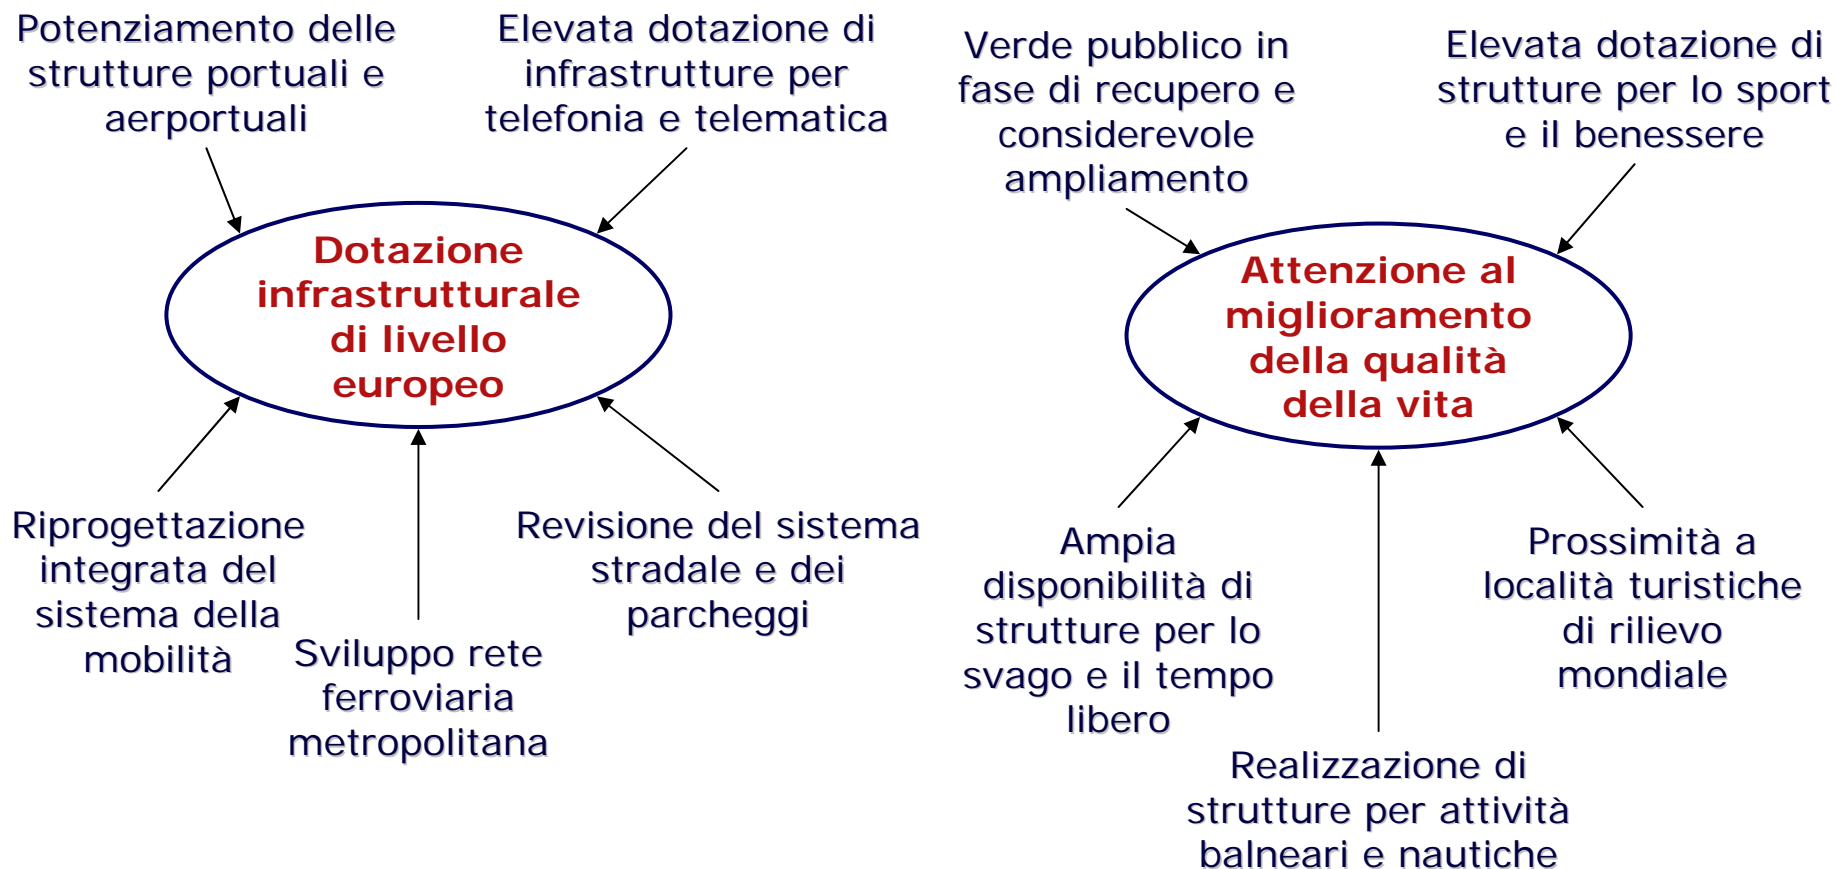 Potenziamento delle
strutture portuali e
aerportuali
Elevata dotazione di
infrastrutture per
telefonia e telematica
Dotazione
infrastrutturale
di livello
europeo
Riprogettazione
integrata del
sistema della
mobilità
Sviluppo rete
ferroviaria
metropolitana
Revisione del sistema
stradale e dei
parcheggi
Verde pubblico in
fase di recupero e
considerevole
ampliamento
Elevata dotazione di
strutture per lo sport
e il benessere
Attenzione al
miglioramento
della qualità
della vita
Ampia
disponibilità di
strutture per lo
svago e il tempo
libero
Realizzazione di
strutture per attività
balneari e nautiche
Prossimità a
località turistiche
di rilievo
mondiale